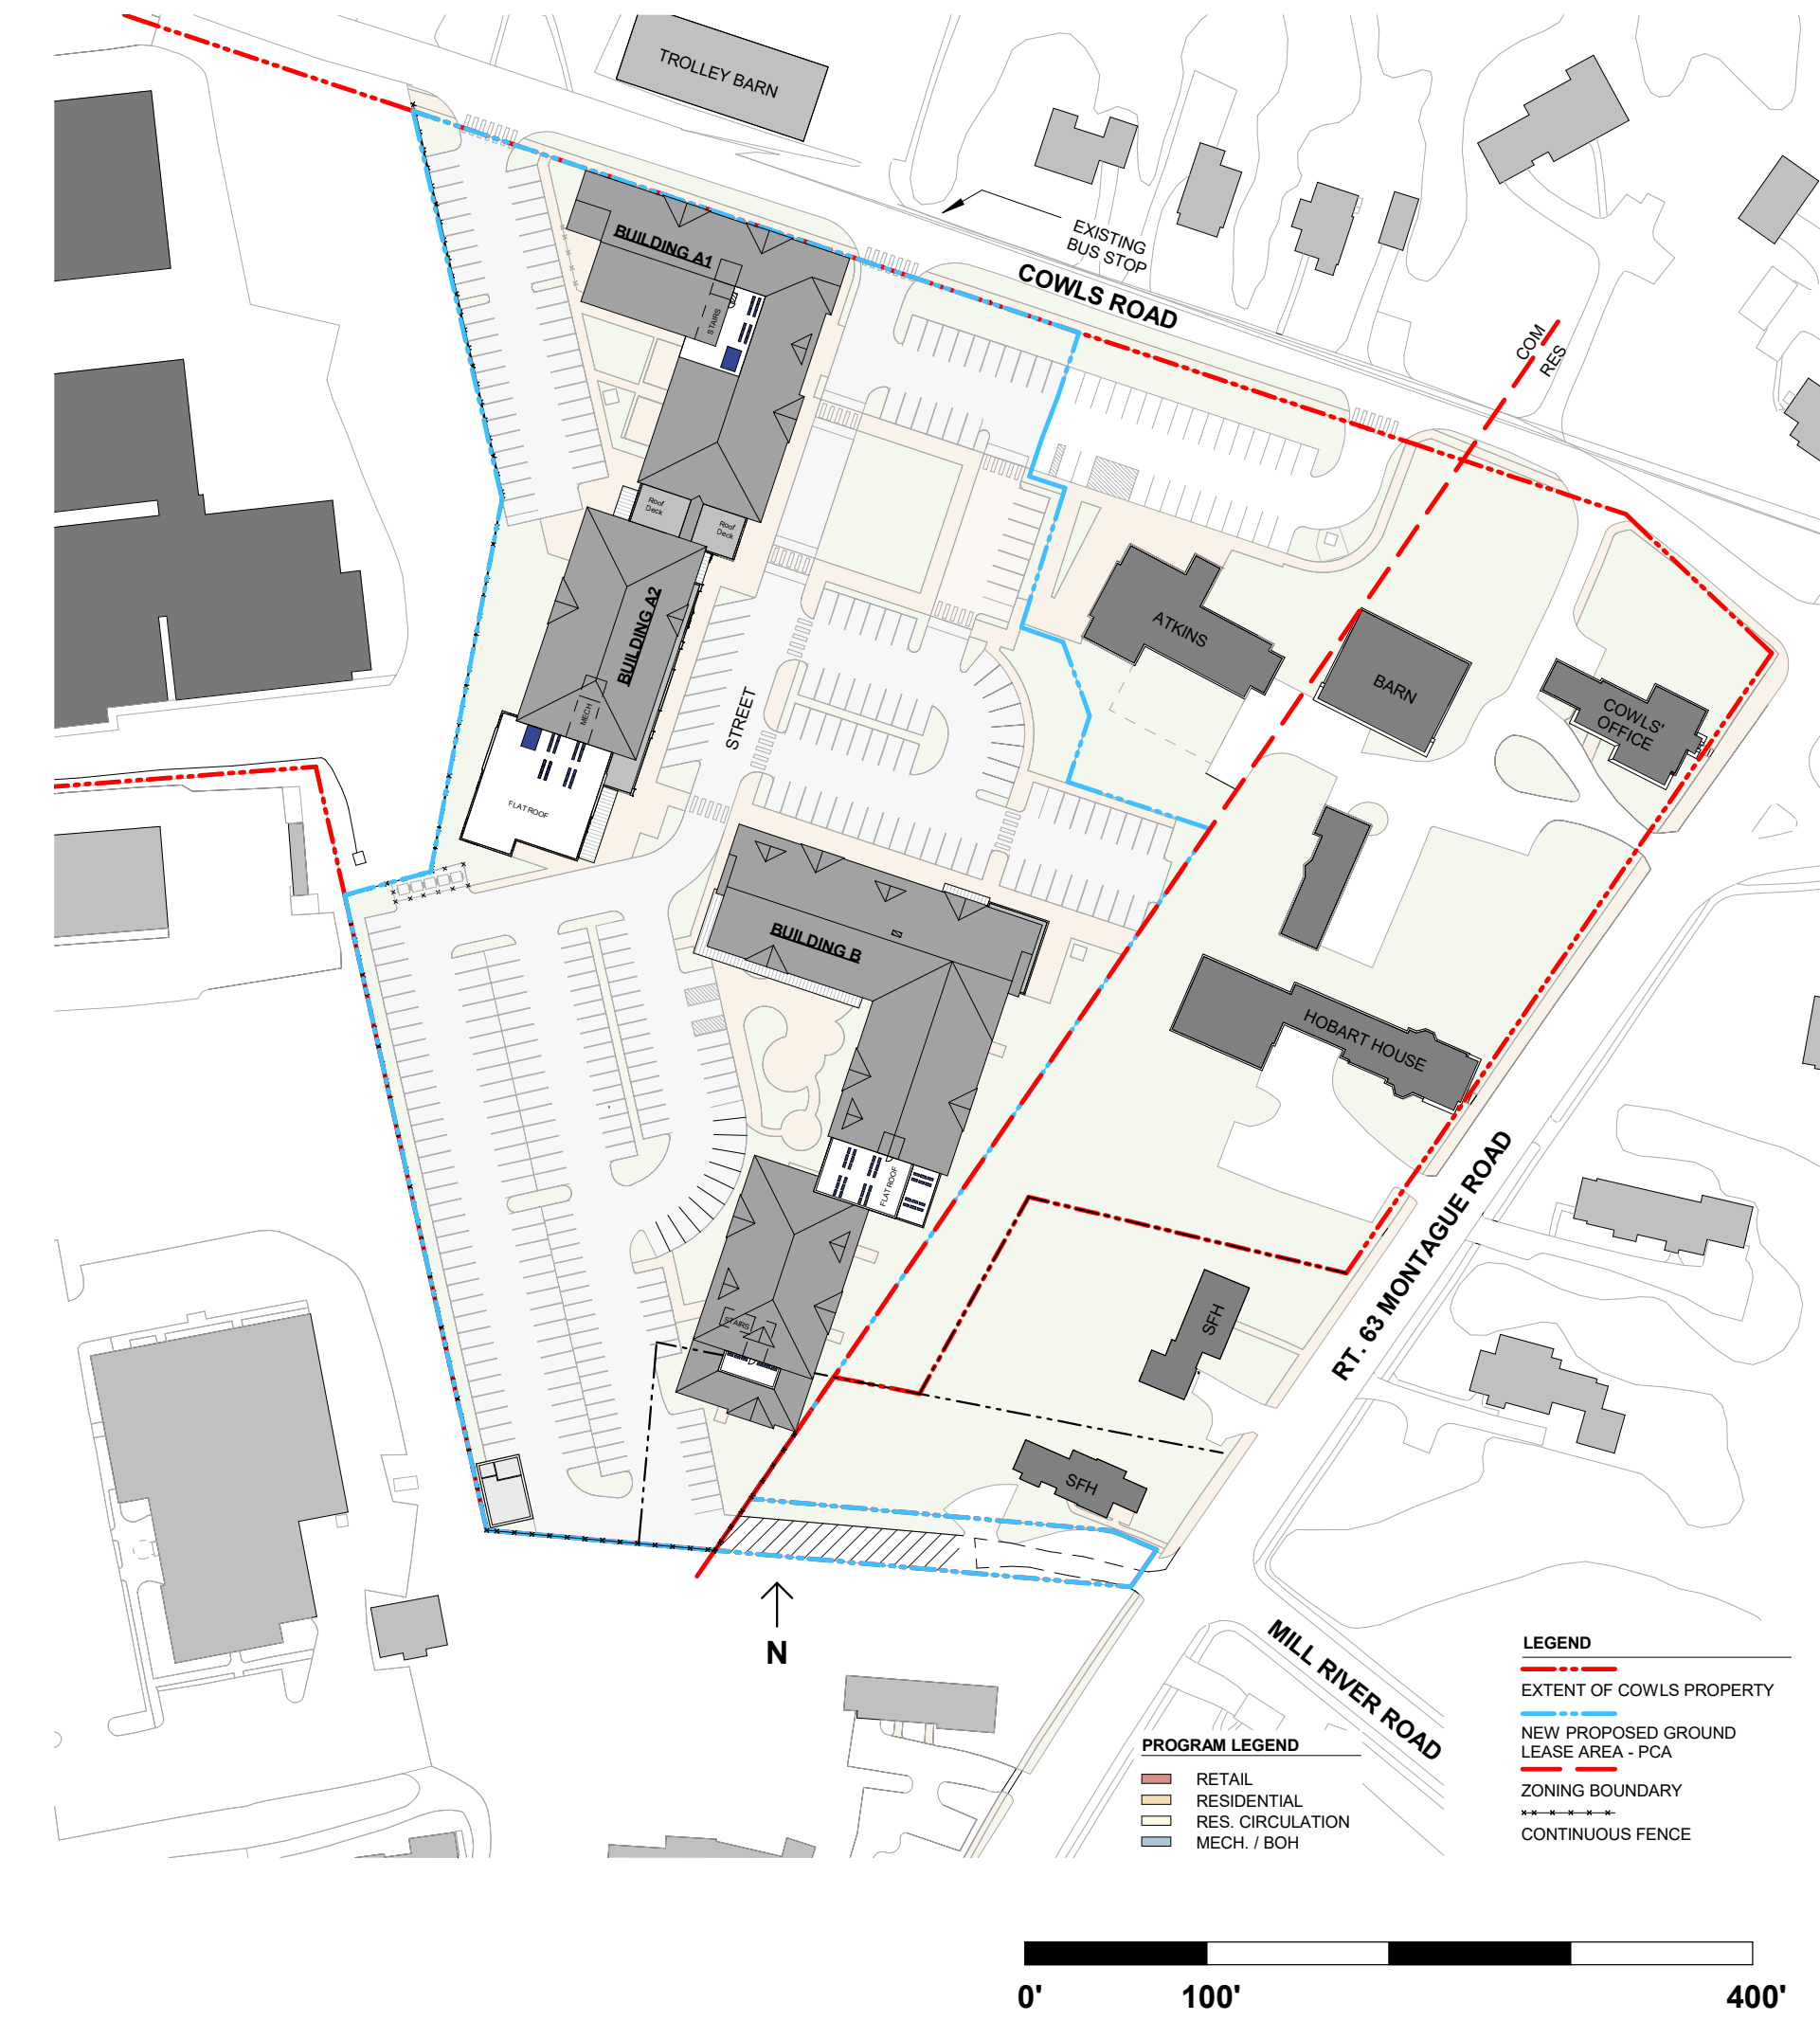 TROLLEY BARN
EXISTING
BUS STOP
COWLS ROAD
COM
RES
BUILDING A1
STAIRS
Roof
Deck
Roof
Deck
BUILDING A2
MECH
FLAT ROOF
STREET
ATKINS
BARN
COWLS'
OFFICE
BUILDING B
HOBART HOUSE
FLAT ROOF
STAIRS
SFH
SFH
RT. 63 MONTAGUE ROAD
MILL RIVER ROAD
N
PROGRAM LEGEND
RETAIL
RESIDENTIAL
RES. CIRCULATION
MECH. / BOH
LEGEND
EXTENT OF COWLS PROPERTY
NEW PROPOSED GROUND
LEASE AREA - PCA
ZONING BOUNDARY
CONTINUOUS FENCE
0' 100' 400'